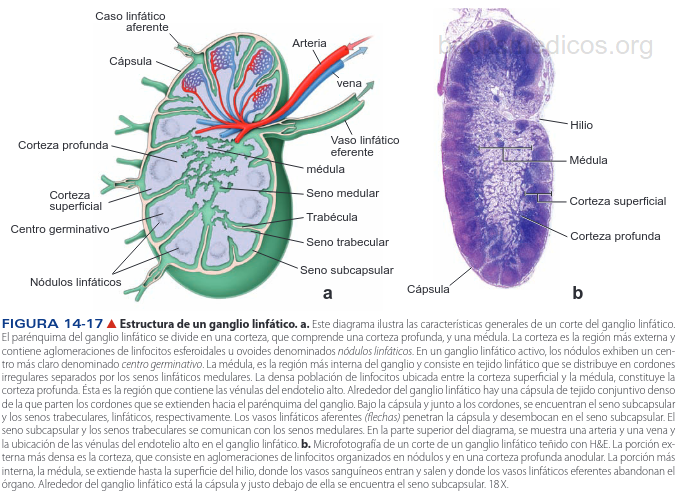 Caso linfático
aferente
Cápsula
Arteria
vena
Vaso linfático
eferente
Corteza profunda
médula
Seno medular
Corteza
superficial
Trabécula
Centro germinativo
Seno trabecular
Seno subcapsular
Nódulos linfáticos
a
Hilio
Médula
Corteza superficial
Corteza profunda
Cápsula
b
FIGURA 14-17 ▲ Estructura de un ganglio linfático. a. Este diagrama ilustra las características generales de un corte del ganglio linfático.
El parénquima del ganglio linfático se divide en una corteza, que comprende una corteza profunda, y una médula. La corteza es la región más externa y
contiene aglomeraciones de linfocitos esferoidales u ovoides denominados nódulos linfáticos. En un ganglio linfático activo, los nódulos exhiben un cen-
tro más claro denominado centro germinativo. La médula, es la región más interna del ganglio y consiste en tejido linfático que se distribuye en cordones
irregulares separados por los senos linfáticos medulares. La densa población de linfocitos ubicada entre la corteza superficial y la médula, constituye la
corteza profunda. Ésta es la región que contiene las vénulas del endotelio alto. Alrededor del ganglio linfático hay una cápsula de tejido conjuntivo denso
de la que parten los cordones que se extienden hacia el parénquima del ganglio. Bajo la cápsula y junto a los cordones, se encuentran el seno subcapsular
y los senos trabeculares, linfáticos, respectivamente. Los vasos linfáticos aferentes (flechas) penetran la cápsula y desembocan en el seno subcapsular. El
seno subcapsular y los senos trabeculares se comunican con los senos medulares. En la parte superior del diagrama, se muestra una arteria y una vena y
la ubicación de las vénulas del endotelio alto en el ganglio linfático. b. Microfotografía de un corte de un ganglio linfático teñido con H&E. La porción ex-
terna más densa es la corteza, que consiste en aglomeraciones de linfocitos organizados en nódulos y en una corteza profunda anodular. La porción más
interna, la médula, se extiende hasta la superficie del hilio, donde los vasos sanguíneos entran y salen y donde los vasos linfáticos eferentes abandonan el
órgano. Alrededor del ganglio linfático está la cápsula y justo debajo de ella se encuentra el seno subcapsular. 18X.